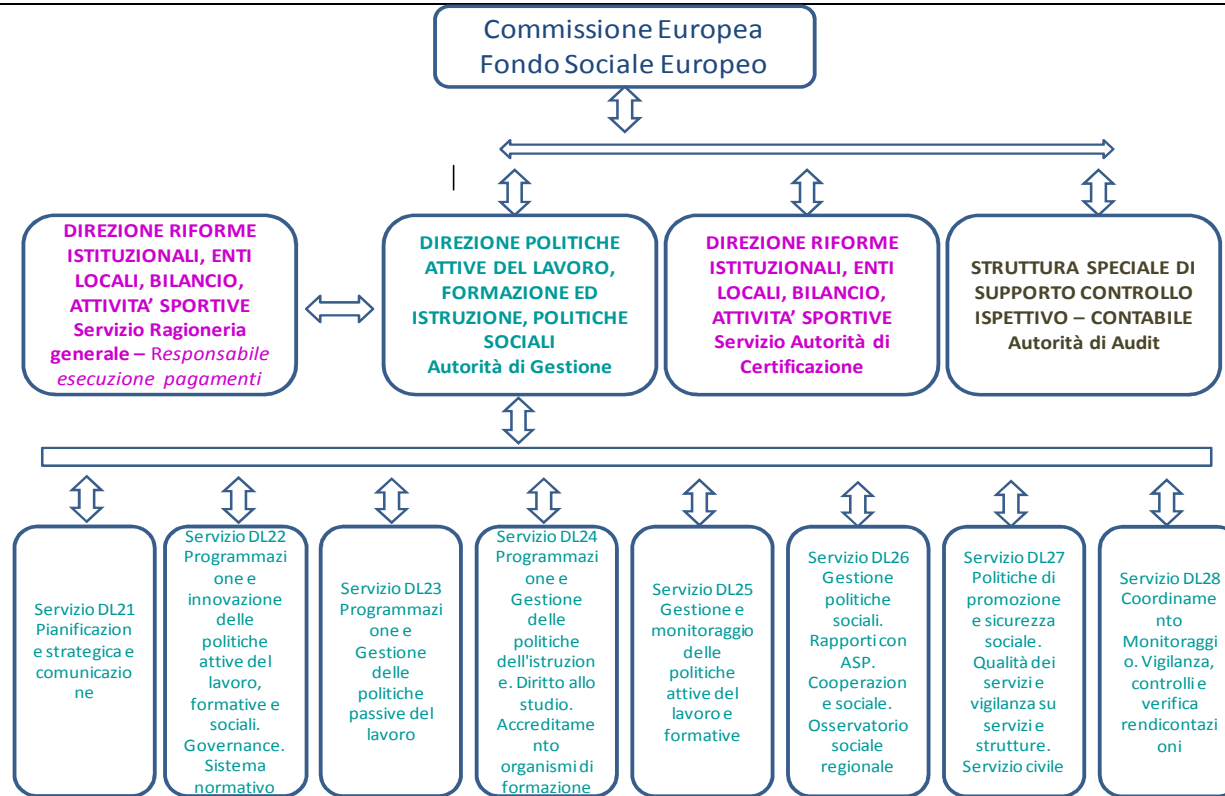 Commissione Europea
Fondo Sociale Europeo
DIREZIONE RIFORME
ISTITUZIONALI, ENTI
LOCALI, BILANCIO,
ATTIVITA’ SPORTIVE
Servizio Ragioneria
generale – Responsabile
esecuzione pagamenti
DIREZIONE POLITICHE
ATTIVE DEL LAVORO,
FORMAZIONE ED
ISTRUZIONE, POLITICHE
SOCIALI
Autorità di Gestione
DIREZIONE RIFORME
ISTITUZIONALI, ENTI
LOCALI, BILANCIO,
ATTIVITA’ SPORTIVE
Servizio Autorità di
Certificazione
STRUTTURA SPECIALE DI
SUPPORTO CONTROLLO
ISPETTIVO – CONTABILE
Autorità di Audit
Servizio DL21
Pianificazion
e strategica e
comunicazio
ne
Servizio DL22
Programmazi
one e
innovazione
delle
politiche
attive del
lavoro,
formative e
sociali.
Governance.
Sistema
normativo
Servizio DL23
Programmazi
one e
Gestione
delle
politiche
passive del
lavoro
Servizio DL24
Programmazi
one e
Gestione
delle
politiche
dell'istruzion
e. Diritto allo
studio.
Accreditame
nto
organismi di
formazione
Servizio DL25
Gestione e
monitoraggio
delle
politiche
attive del
lavoro e
formative
Servizio DL26
Gestione
politiche
sociali.
Rapporti con
ASP.
Cooperazion
e sociale.
Osservatorio
sociale
regionale
Servizio DL27
Politiche di
promozione
e sicurezza
sociale.
Qualità dei
servizi e
vigilanza su
servizi e
strutture.
Servizio civile
Servizio DL28
Coordiname
nto
Monitoraggi
o. Vigilanza,
controlli e
verifica
rendicontazi
oni